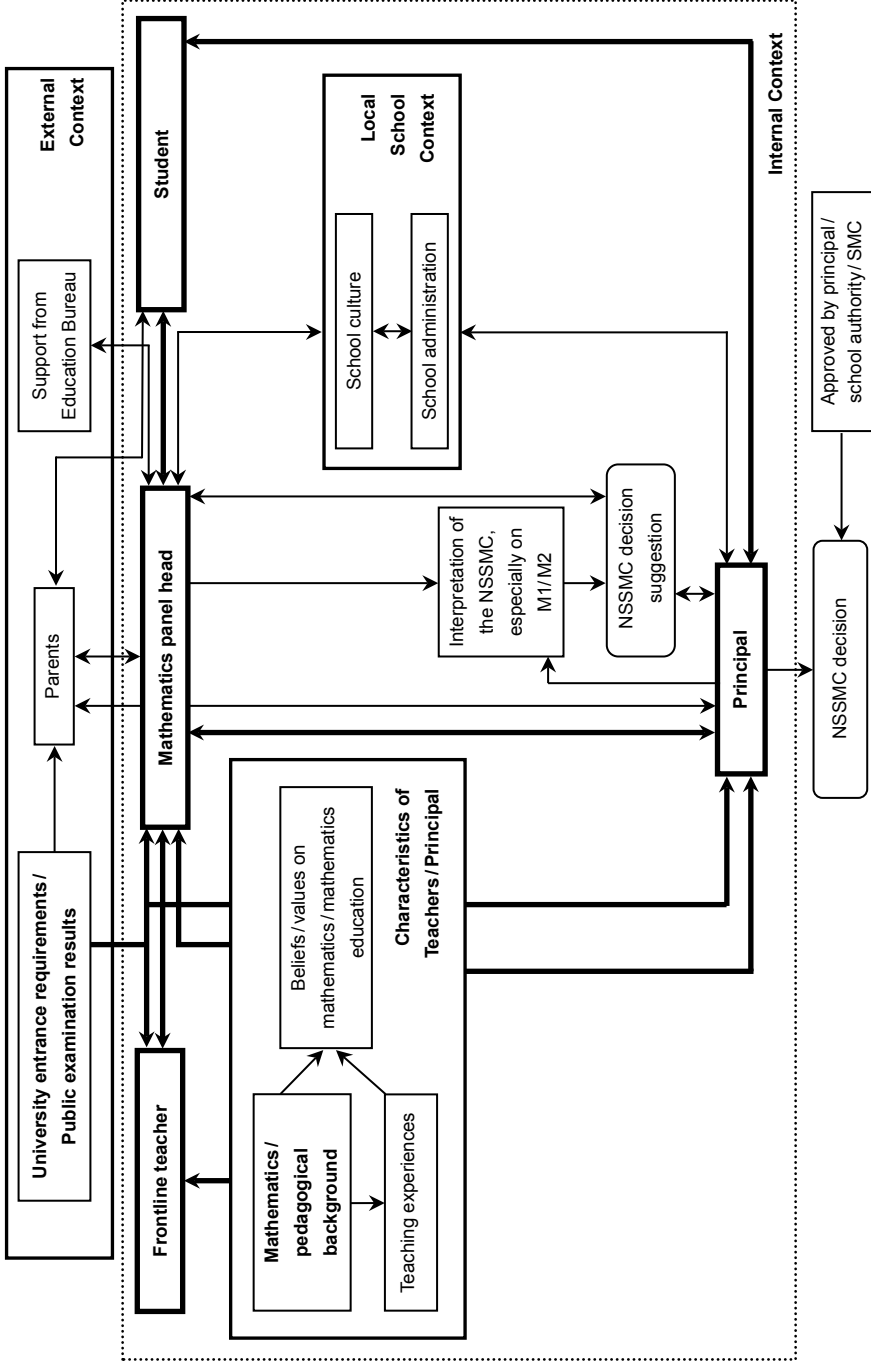 University entrance requirements/
Public examination results
Parents
Support from
Education Bureau
External
Context
Frontline teacher
Mathematics panel head
Student
Mathematics/
pedagogical
background
Teaching experiences
Beliefs/values on
mathematics/mathematics
education
Characteristics of
Teachers/Principal
Interpretation of
the NSSMC,
especially on
M1/M2
NSSMC decision
suggestion
School culture
School administration
Local
School
Context
Principal
Internal Context
NSSMC decision
Approved by principal/
school authority/SMC